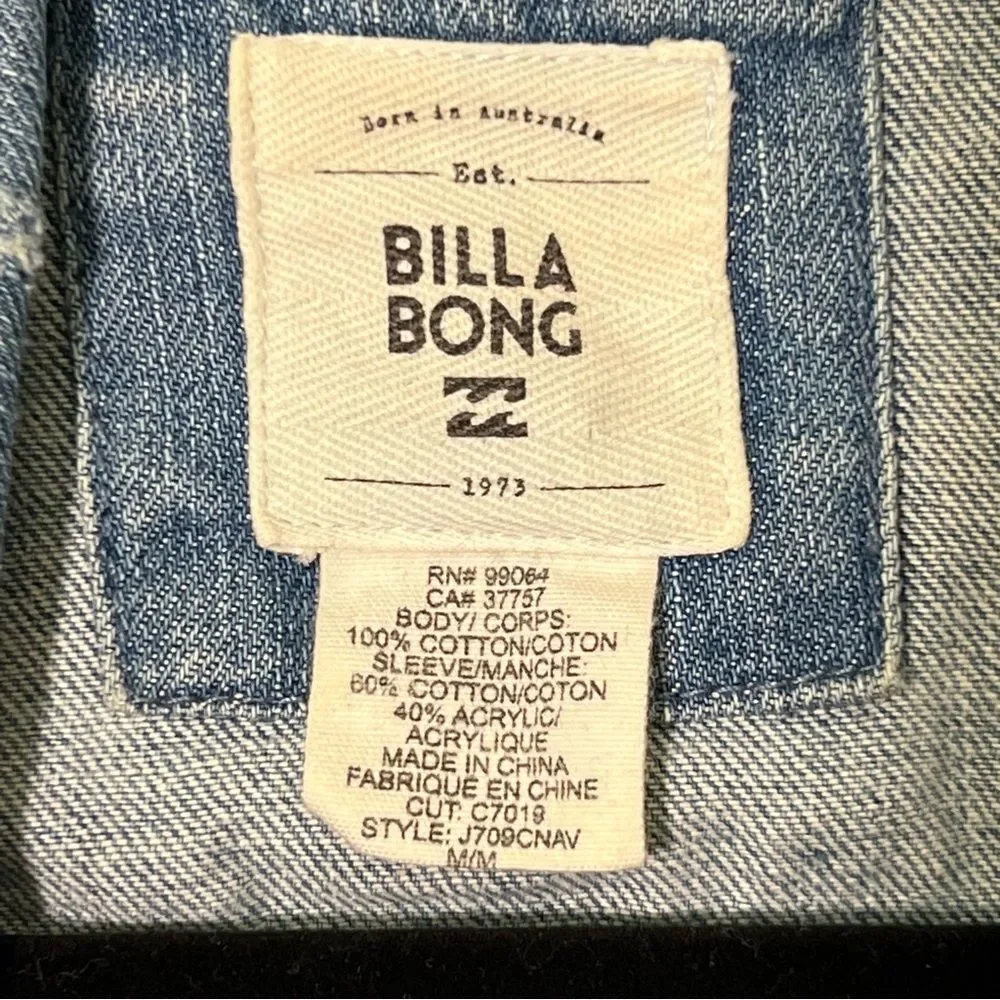 Born in Australia
Est.
BILLA
BONG
1973
RN# 99064
CA# 37757
BODY/ CORPS:
100% COTTON/COTON
SLEEVE/MANCHE:
60% COTTON/COTON
40% ACRYLIC/
ACRYLIQUE
MADE IN CHINA
FABRIQUE EN CHINE
CUT: C7019
STYLE: J709CNAV
M/M